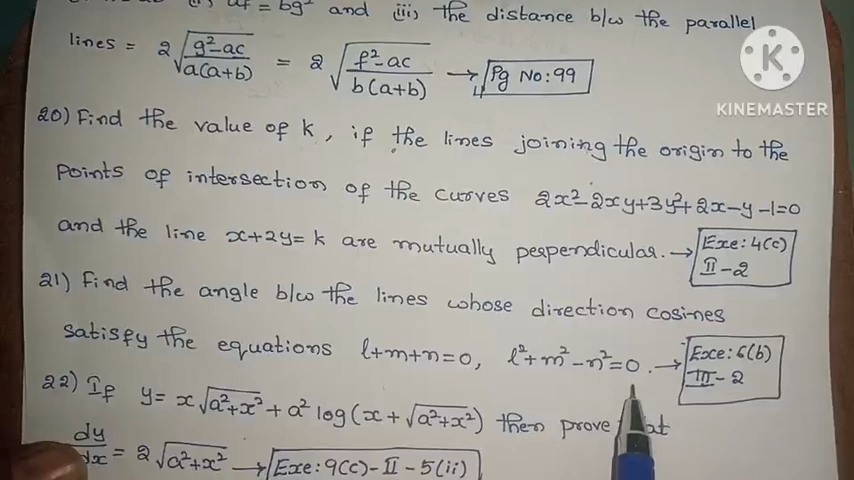 af = bg² and (iii) the distance b/w the parallel
lines = 2√(g²-ac / a(a+b)) = 2√(f²-ac / b(a+b)) → Pg No:99
KINEMASTER
20) Find the value of k, if the lines joining the origin to the
points of intersection of the curves 2x²-2xy+3y²+2x-y-1=0
and the line x+2y=k are mutually perpendicular. → Exe:4(c) II-2
21) Find the angle b/w the lines whose direction cosines
satisfy the equations l+m+n=0, l²+m²-n²=0. → Exe:6(b) III-2
22) If y = x√(a²+x²) + a² log(x+√(a²+x²)) then prove
dy/dx = 2√(a²+x²) → Exe:9(c)-II-5(ii)